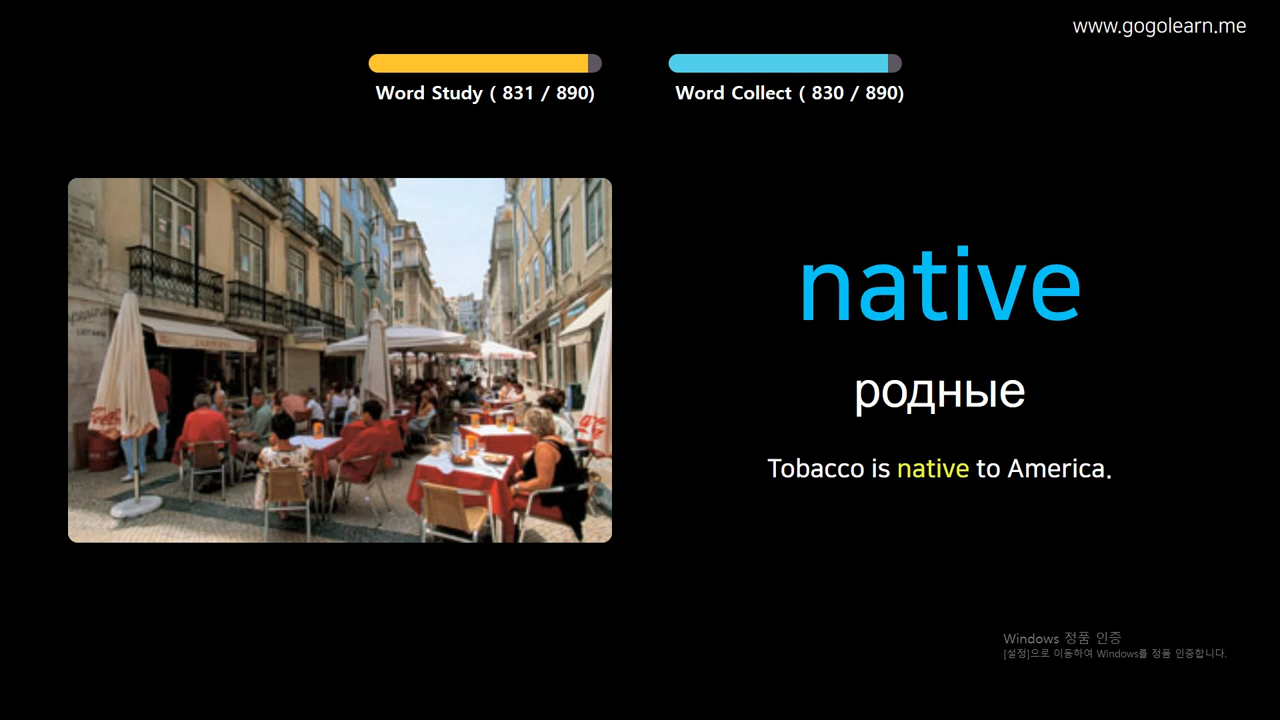 www.gogolearn.me
Word Study ( 831 / 890)
Word Collect ( 830 / 890)
native
родные
Tobacco is native to America.
Windows 정품 인증
[설정]으로 이동하여 Windows를 정품 인증합니다.